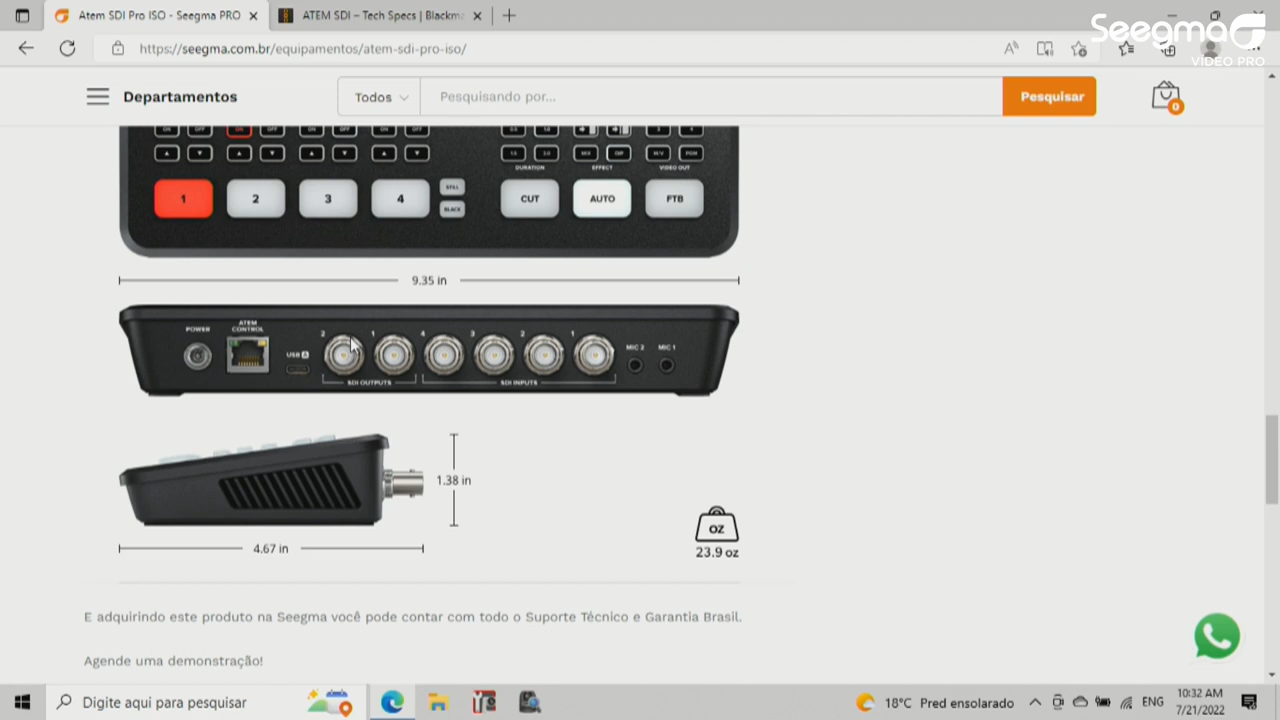 Atem SDI Pro ISO - Seegma PRO
ATEM SDI – Tech Specs | Blackma
Seegma
VÍDEO PRO
https://seegma.com.br/equipamentos/atem-sdi-pro-iso/
Departamentos
Todos
Pesquisando por...
Pesquisar
0
ON OFF ON OFF ON OFF ON OFF
DURATION EFFECT VIDEO OUT
1 2 3 4 STILL BLACK CUT AUTO FTB
9.35 in
POWER
ATEM CONTROL
USB A
2 1 4 3 2 1
MIC 2 MIC 1
SDI OUTPUTS SDI INPUTS
1.38 in
OZ
4.67 in
23.9 oz
E adquirindo este produto na Seegma você pode contar com todo o Suporte Técnico e Garantia Brasil.
Agende uma demonstração!
Digite aqui para pesquisar
18°C Pred ensolarado
ENG
10:32 AM
7/21/2022